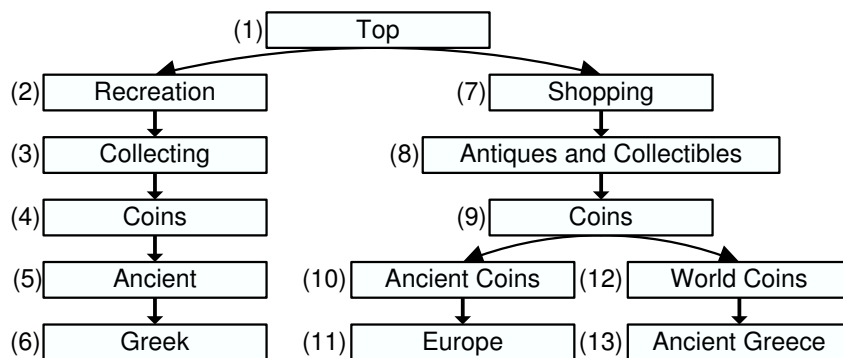 (1) Top
(2) Recreation (7) Shopping
(3) Collecting (8) Antiques and Collectibles
(4) Coins (9) Coins
(5) Ancient (10) Ancient Coins (12) World Coins
(6) Greek (11) Europe (13) Ancient Greece